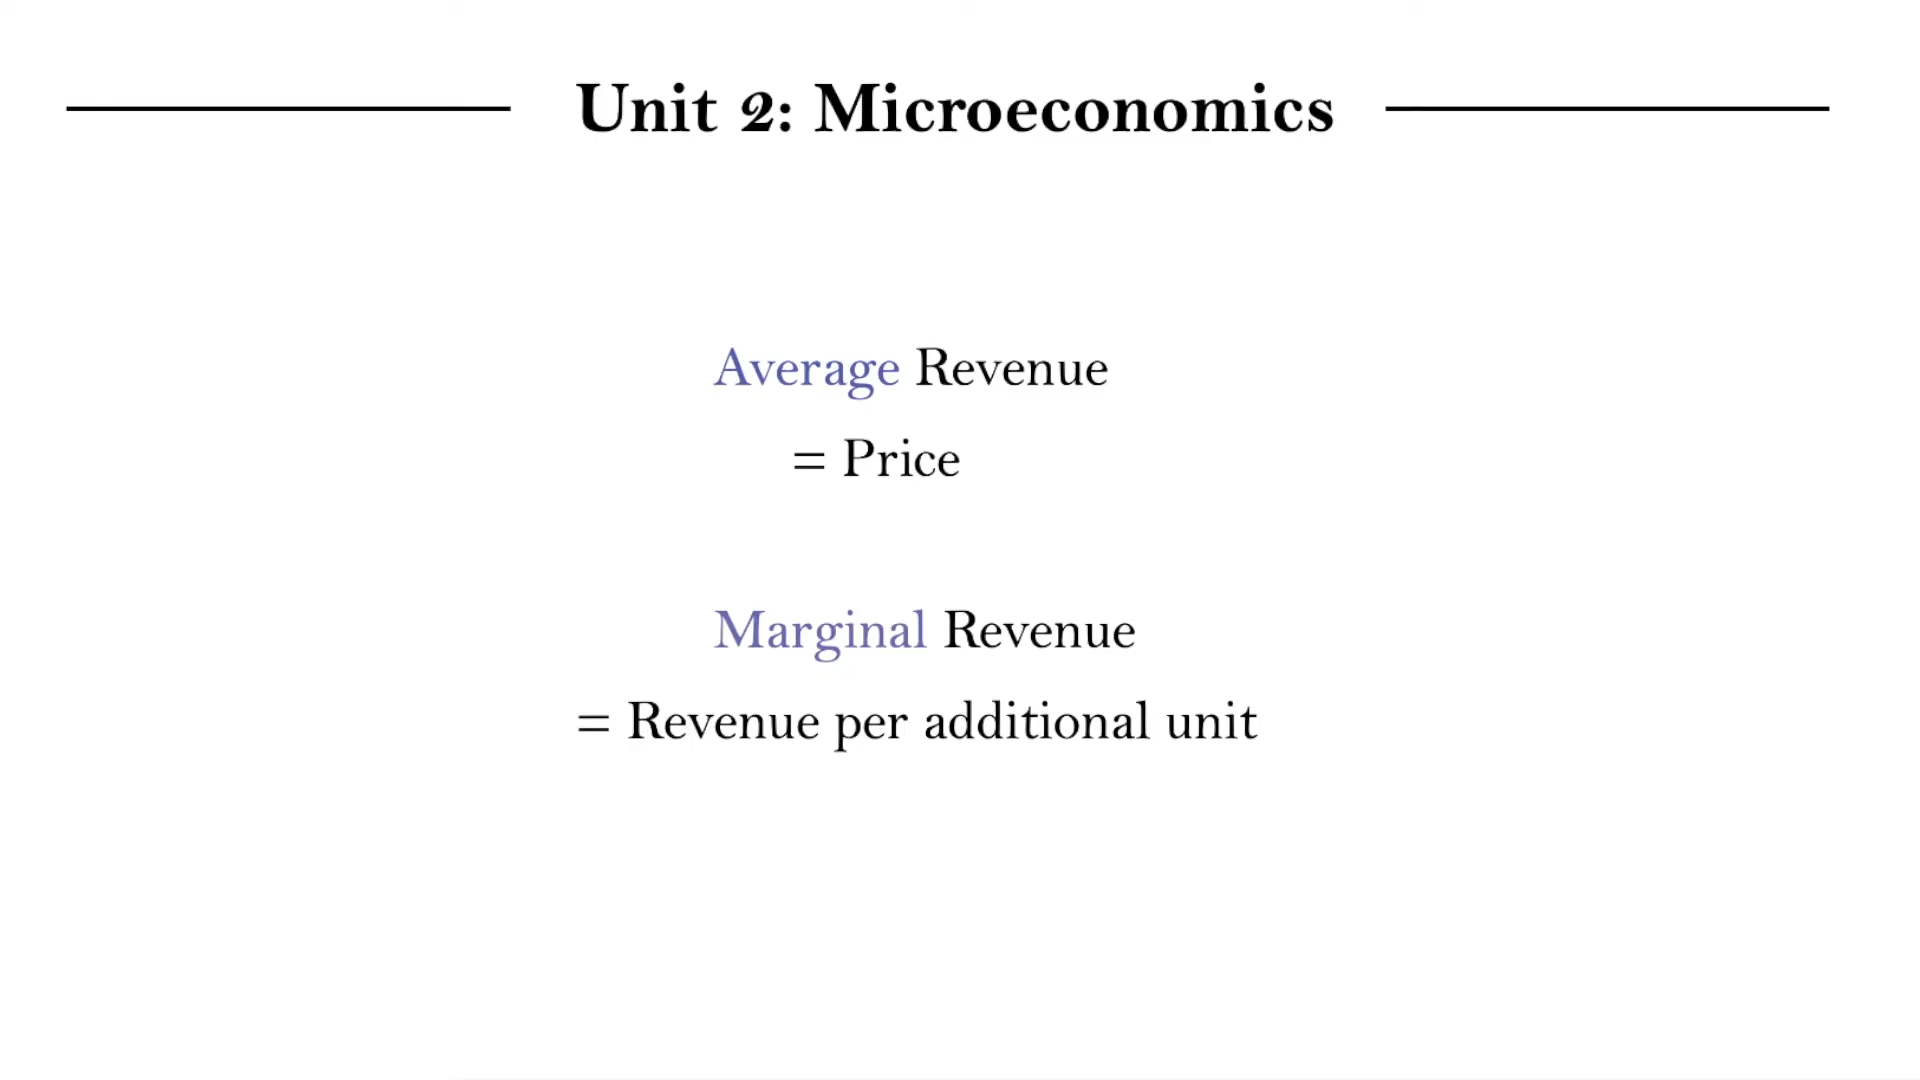 Unit 2: Microeconomics
Average Revenue
= Price
Marginal Revenue
= Revenue per additional unit